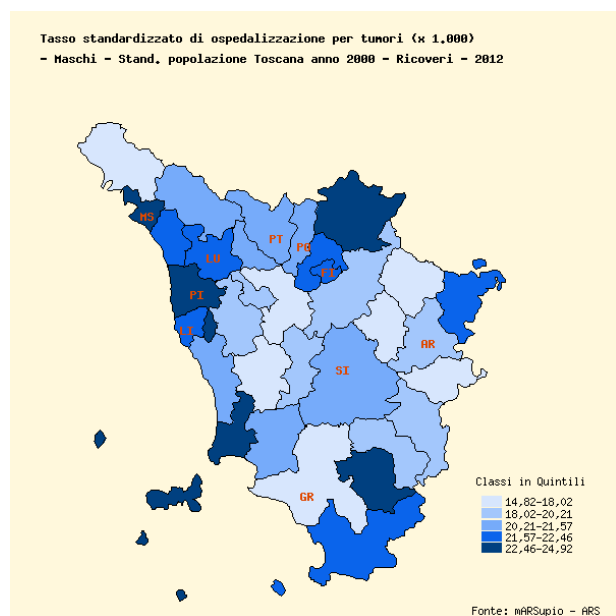 Tasso standardizzato di ospedalizzazione per tumori (x 1.000)
- Maschi - Stand. popolazione Toscana anno 2000 - Ricoveri - 2012
MS
LU
PT
PO
FI
PI
LI
AR
SI
GR
Classi in Quintili
14,82-18,02
18,02-20,21
20,21-21,57
21,57-22,46
22,46-24,92
Fonte: mARSupio - ARS